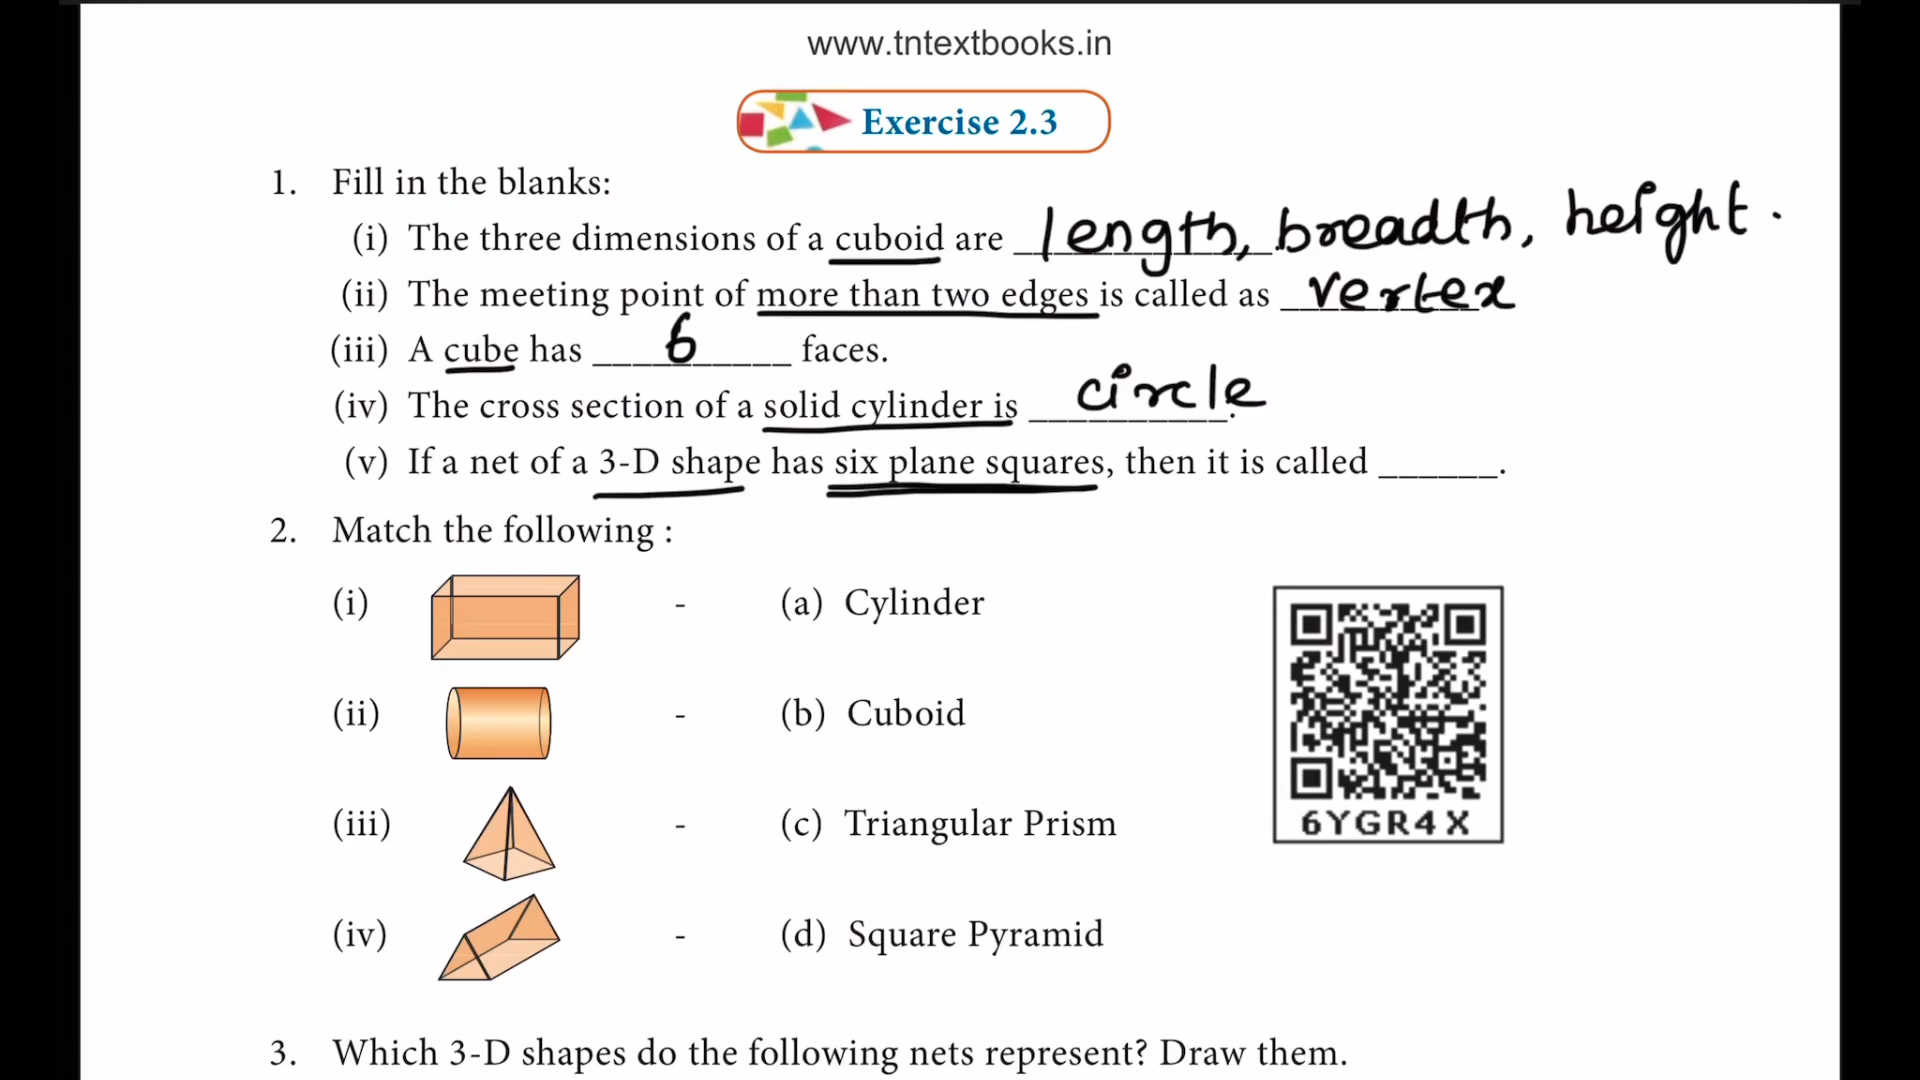 www.tntextbooks.in
Exercise 2.3
1. Fill in the blanks:
(i) The three dimensions of a cuboid are length, breadth, height.
(ii) The meeting point of more than two edges is called as vertex
(iii) A cube has 6 faces.
(iv) The cross section of a solid cylinder is circle.
(v) If a net of a 3-D shape has six plane squares, then it is called ______.
2. Match the following :
(i) - (a) Cylinder
(ii) - (b) Cuboid
(iii) - (c) Triangular Prism
6YGR4X
(iv) - (d) Square Pyramid
3. Which 3-D shapes do the following nets represent? Draw them.